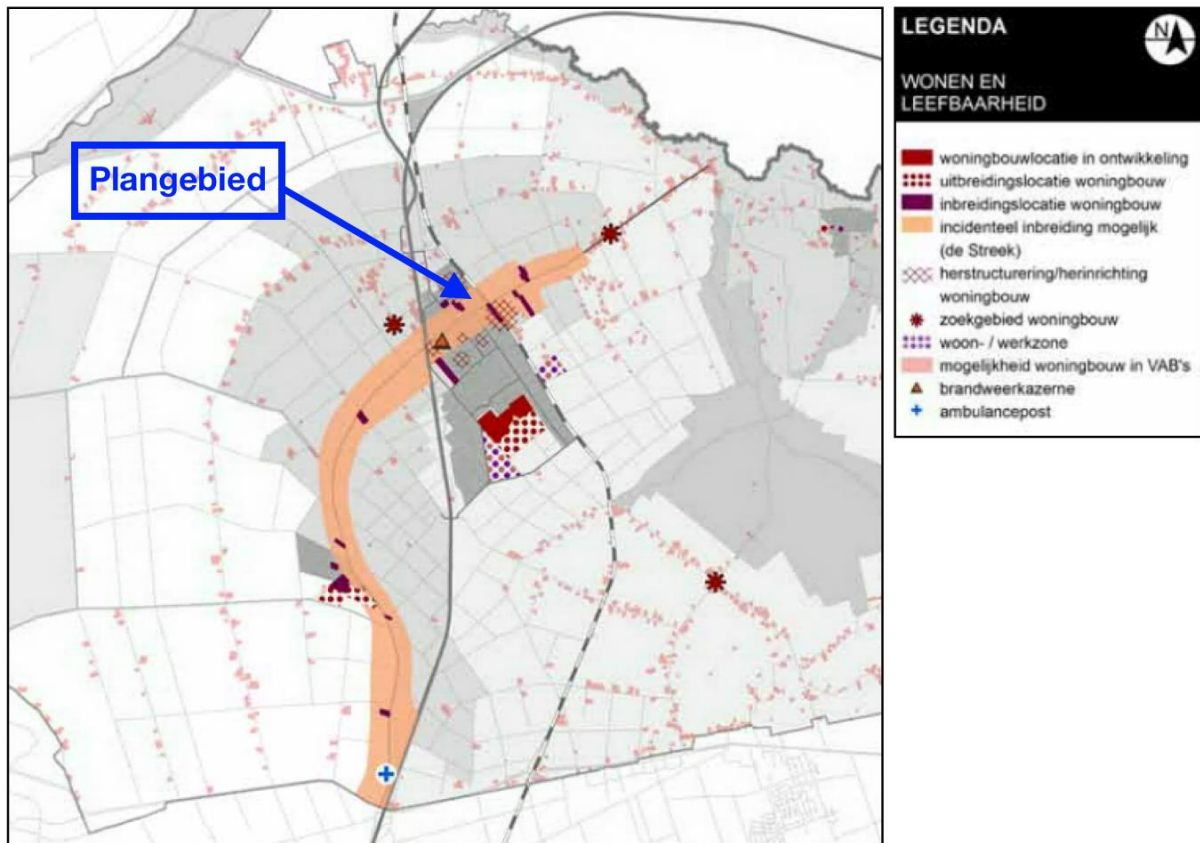 Plangebied
LEGENDA
N
WONEN EN
LEEFBAARHEID
woningbouwlocatie in ontwikkeling
uitbreidingslocatie woningbouw
inbreidingslocatie woningbouw
incidenteel inbreiding mogelijk
(de Streek)
herstructurering/herinrichting
woningbouw
zoekgebied woningbouw
woon- / werkzone
mogelijkheid woningbouw in VAB's
brandweerkazerne
ambulancepost